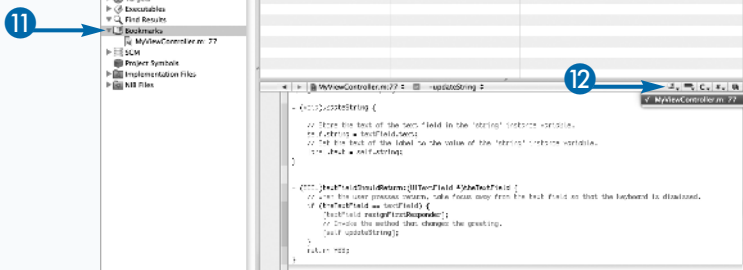 Executables
Find Results
11
Bookmarks
MyViewController.m: 77
SCM
Project Symbols
Implementation Files
NIB Files
12
MyViewController.m:77
-updateString
C
#
✓ MyViewController.m: 77
- (void)updateString {
// Store the text of the text field in the 'string' instance variable.
self.string = textField.text;
// Set the text of the label to the value of the 'string' instance variable.
label.text = self.string;
}
- (BOOL)textFieldShouldReturn:(UITextField *)theTextField {
// When the user presses return, take focus away from the text field so that the keyboard is dismissed.
if (theTextField == textField) {
[textField resignFirstResponder];
// Invoke the method that changes the greeting.
[self updateString];
}
return YES;
}